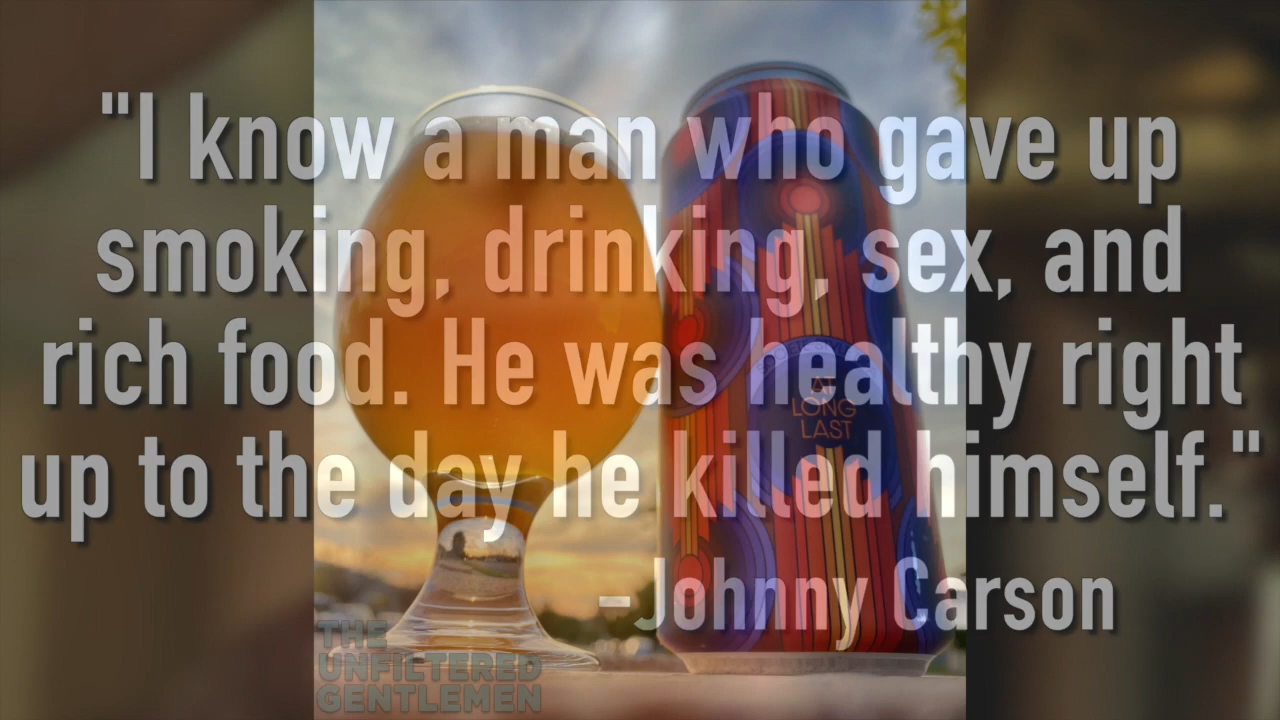 "I know a man who gave up
smoking, drinking, sex, and
rich food. He was healthy right
up to the day he killed himself."
-Johnny Carson
AT
LONG
LAST
THE
UNFILTERED
GENTLEMEN